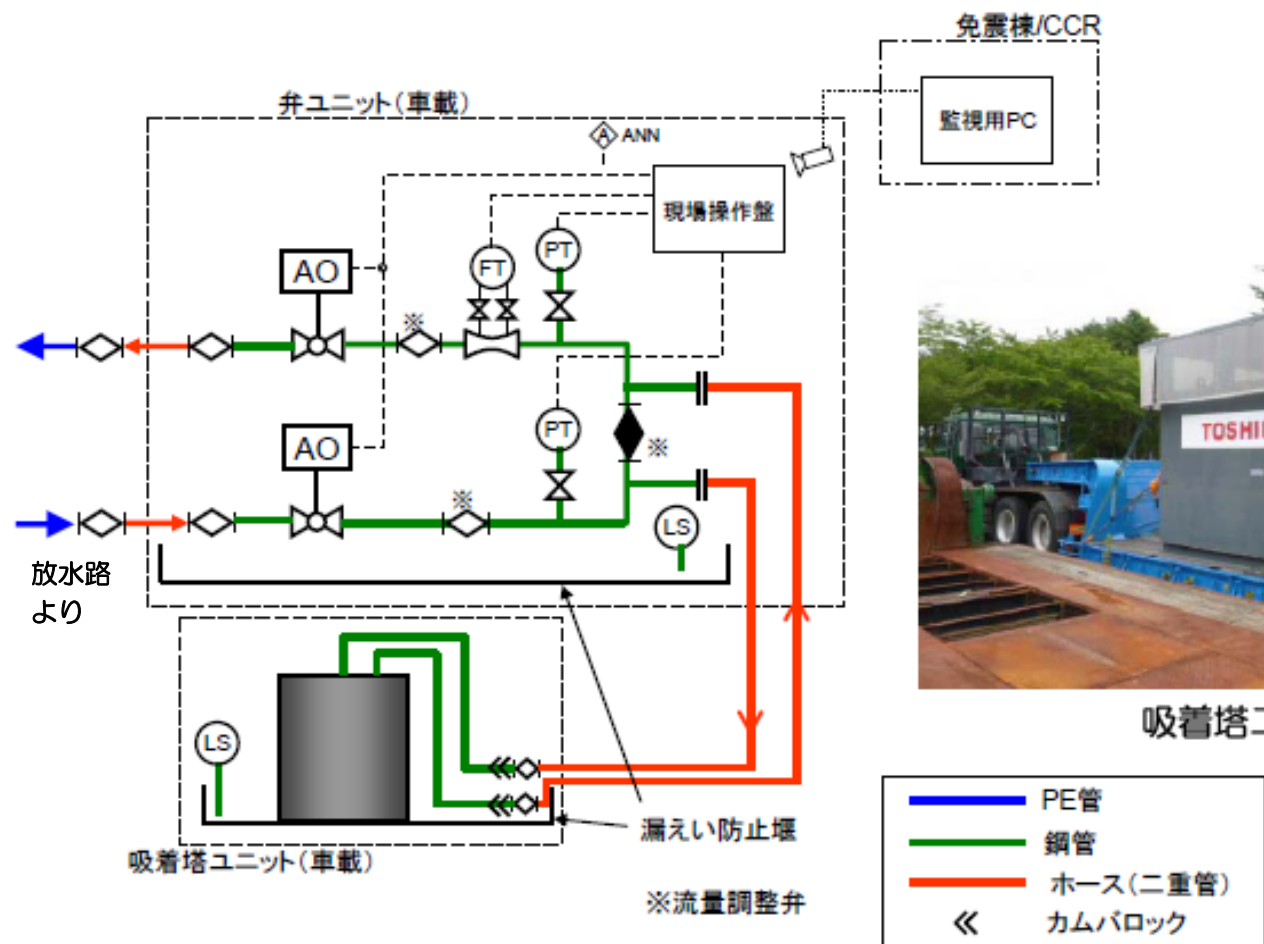 免震棟/CCR
監視用PC
弁ユニット(車載)
A
ANN
現場操作盤
AO
FT
PT
※
AO
PT
※
※
LS
放水路
より
LS
漏えい防止堰
吸着塔ユニット(車載)
※流量調整弁
TOSHI
吸着塔
PE管
鋼管
ホース(二重管)
カムバロック